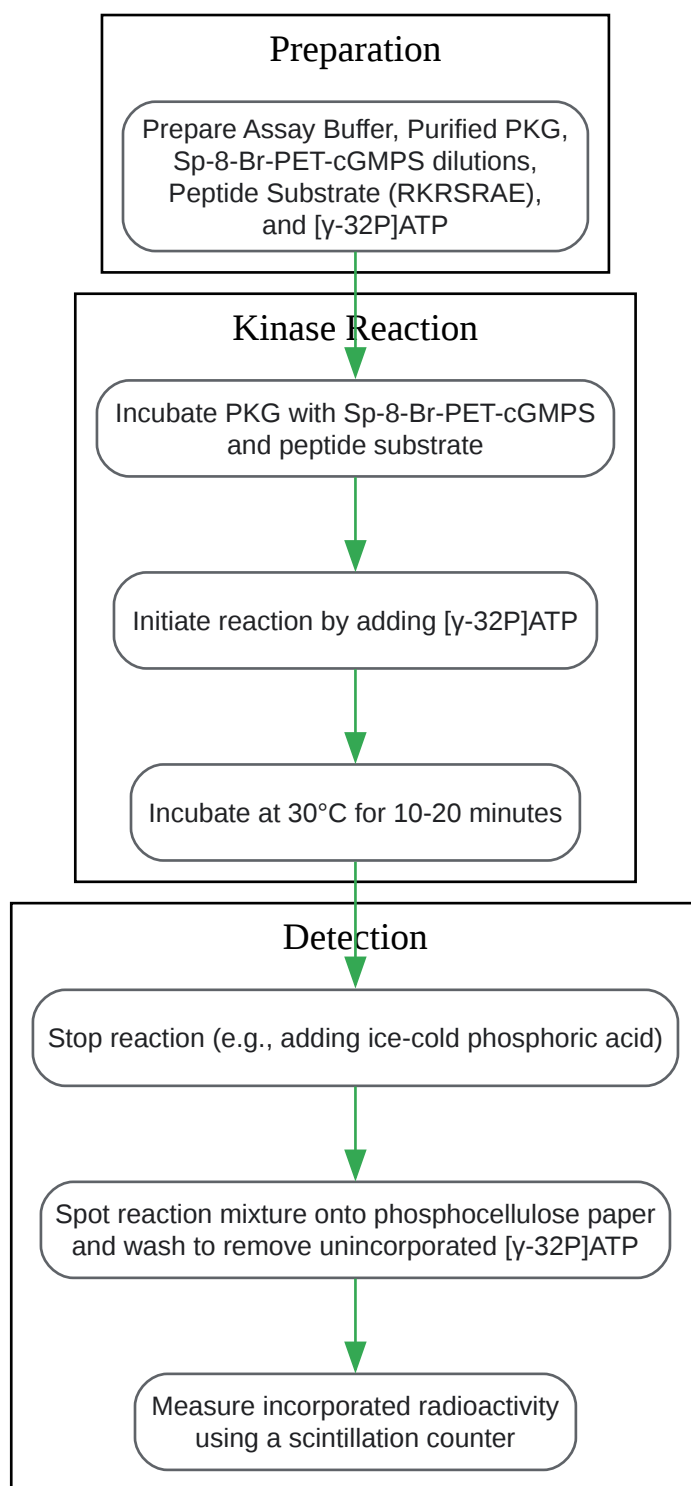 Preparation
Prepare Assay Buffer, Purified PKG,
Sp-8-Br-PET-cGMPS dilutions,
Peptide Substrate (RKRSRAE),
and [γ-32P]ATP
Kinase Reaction
Incubate PKG with Sp-8-Br-PET-cGMPS
and peptide substrate
Initiate reaction by adding [γ-32P]ATP
Incubate at 30°C for 10-20 minutes
Detection
Stop reaction (e.g., adding ice-cold phosphoric acid)
Spot reaction mixture onto phosphocellulose paper
and wash to remove unincorporated [γ-32P]ATP
Measure incorporated radioactivity
using a scintillation counter